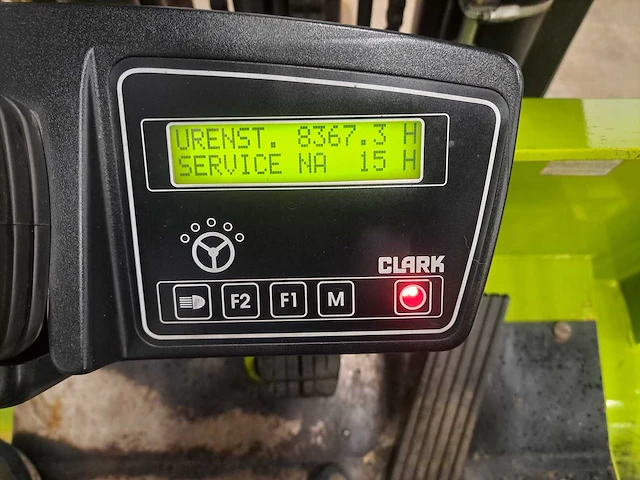 URENST. 8367.3 H
SERVICE NA 15 H
CLARK
F2 F1 M